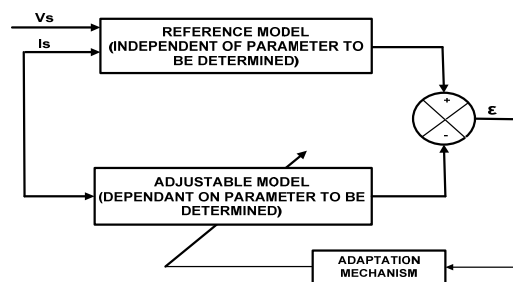 Vs
REFERENCE MODEL
Is
(INDEPENDENT OF PARAMETER TO
BE DETERMINED)
+
ε
-
ADJUSTABLE MODEL
(DEPENDANT ON PARAMETER TO BE
DETERMINED)
ADAPTATION
MECHANISM